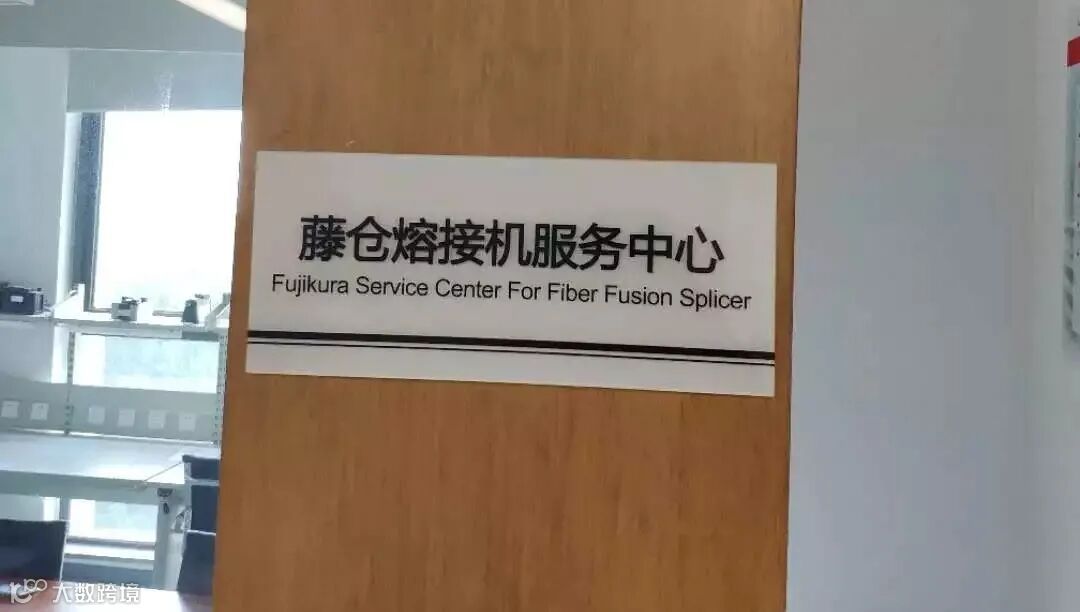 藤仓熔接机服务中心
Fujikura Service Center For Fiber Fusion Splicer
大数跨境